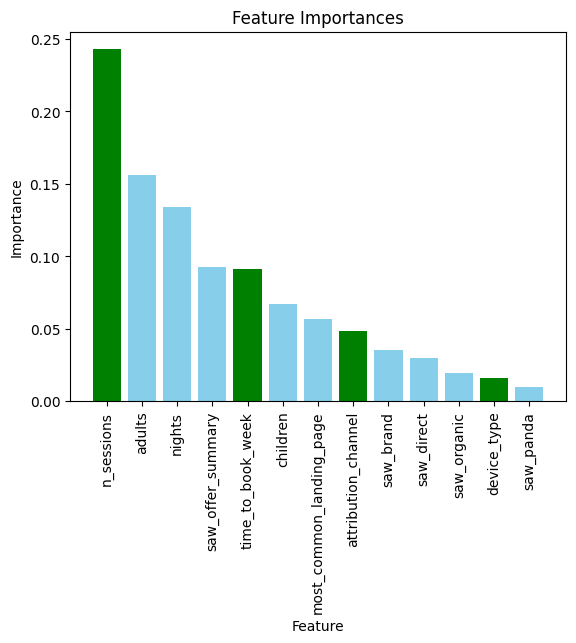 Feature Importances
Importance
0.25
0.20
0.15
0.10
0.05
0.00
n_sessions
adults
nights
saw_offer_summary
time_to_book_week
children
most_common_landing_page
attribution_channel
saw_brand
saw_direct
saw_organic
device_type
saw_panda
Feature